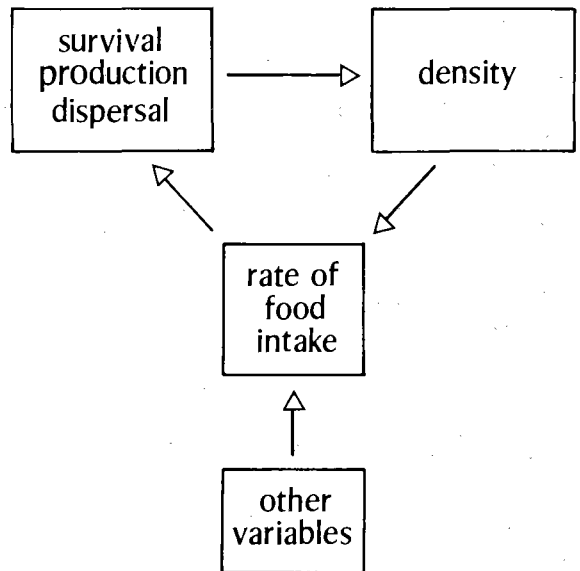 survival
production
dispersal
density
rate of
food
intake
other
variables